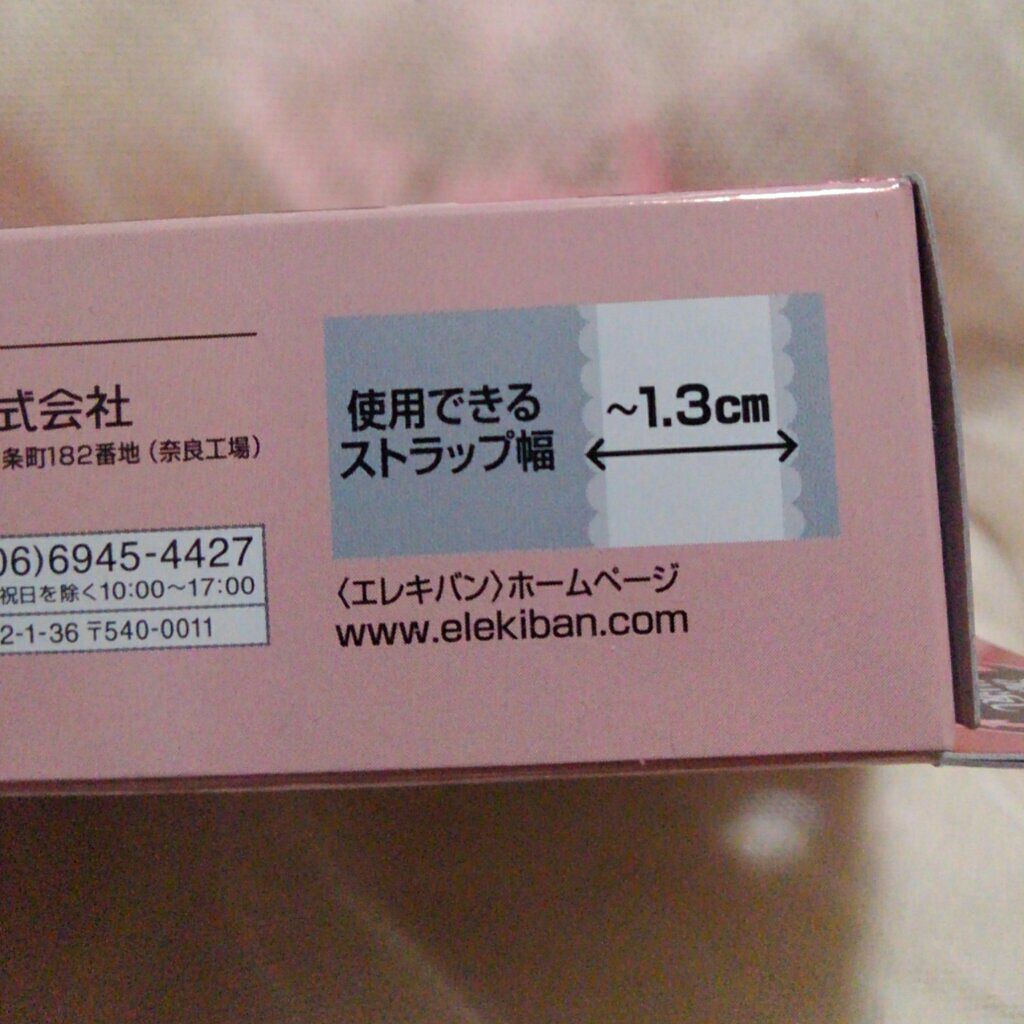 式会社
条町182番地（奈良工場）
06)6945-4427
祝日を除く10:00〜17:00
2-1-36 〒540-0011
使用できる
ストラップ幅
~1.3cm
〈エレキバン〉ホームページ
www.elekiban.com